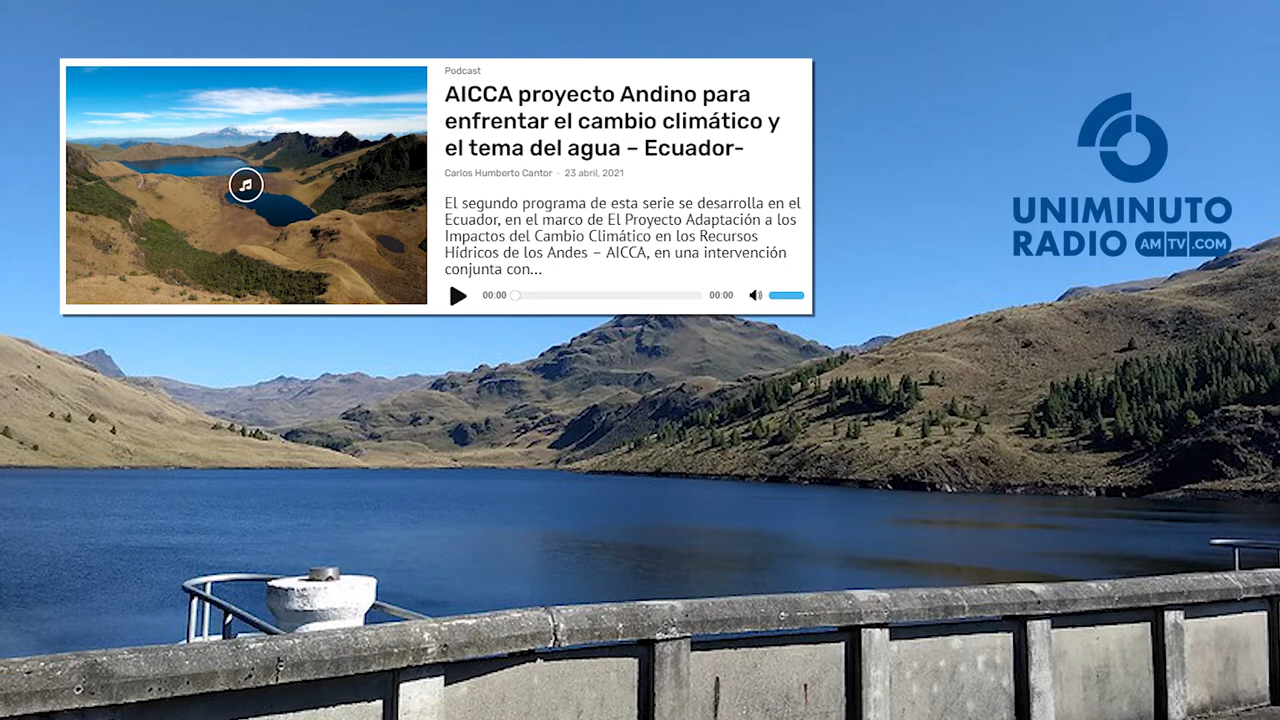 Podcast
AICCA proyecto Andino para
enfrentar el cambio climático y
el tema del agua – Ecuador-
Carlos Humberto Cantor - 23 abril, 2021
El segundo programa de esta serie se desarrolla en el
Ecuador, en el marco de El Proyecto Adaptación a los
Impactos del Cambio Climático en los Recursos
Hídricos de los Andes – AICCA, en una intervención
conjunta con...
00:00 00:00
UNIMINUTO
RADIO AM TV .COM